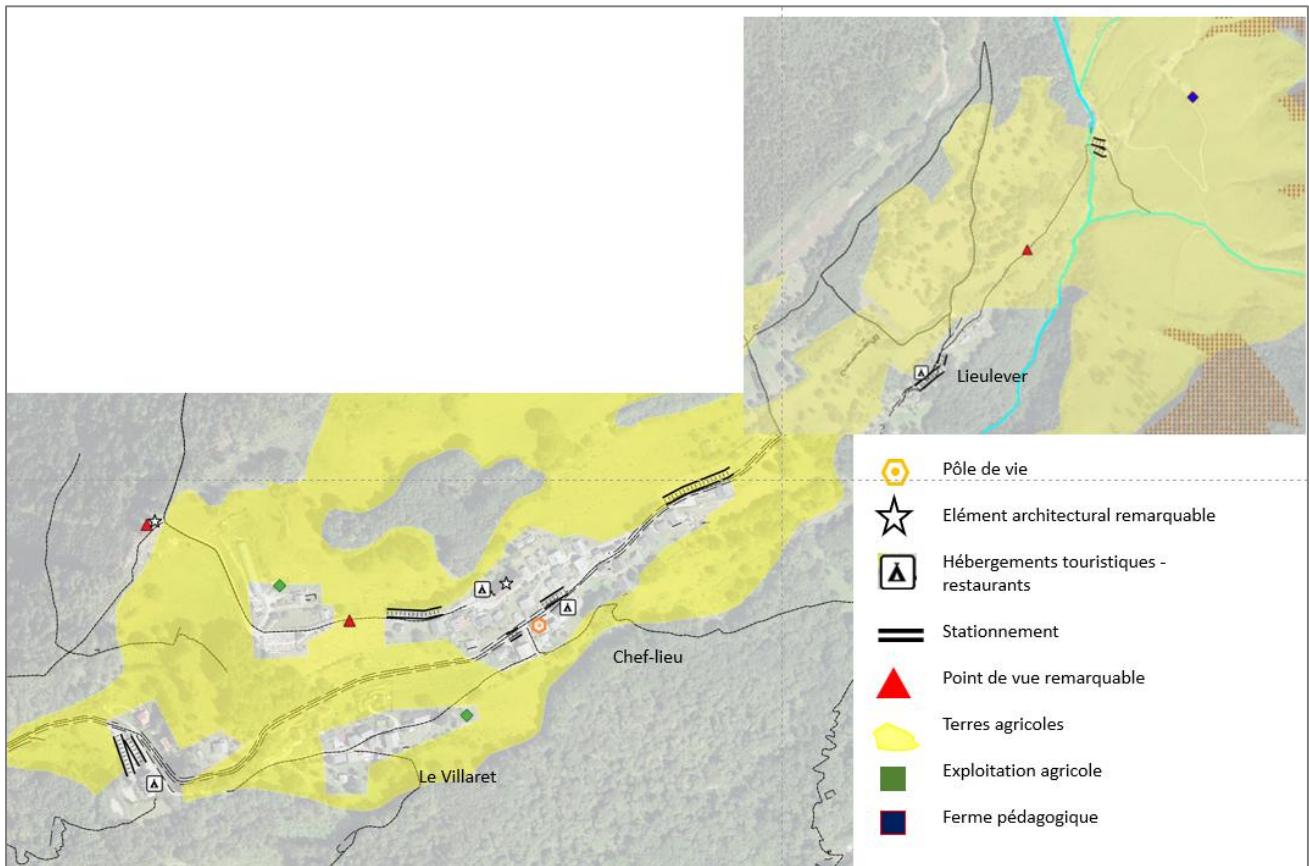 Lieulever
Chef-lieu
Le Villaret
Pôle de vie
Elément architectural remarquable
Hébergements touristiques -
restaurants
Stationnement
Point de vue remarquable
Terres agricoles
Exploitation agricole
Ferme pédagogique